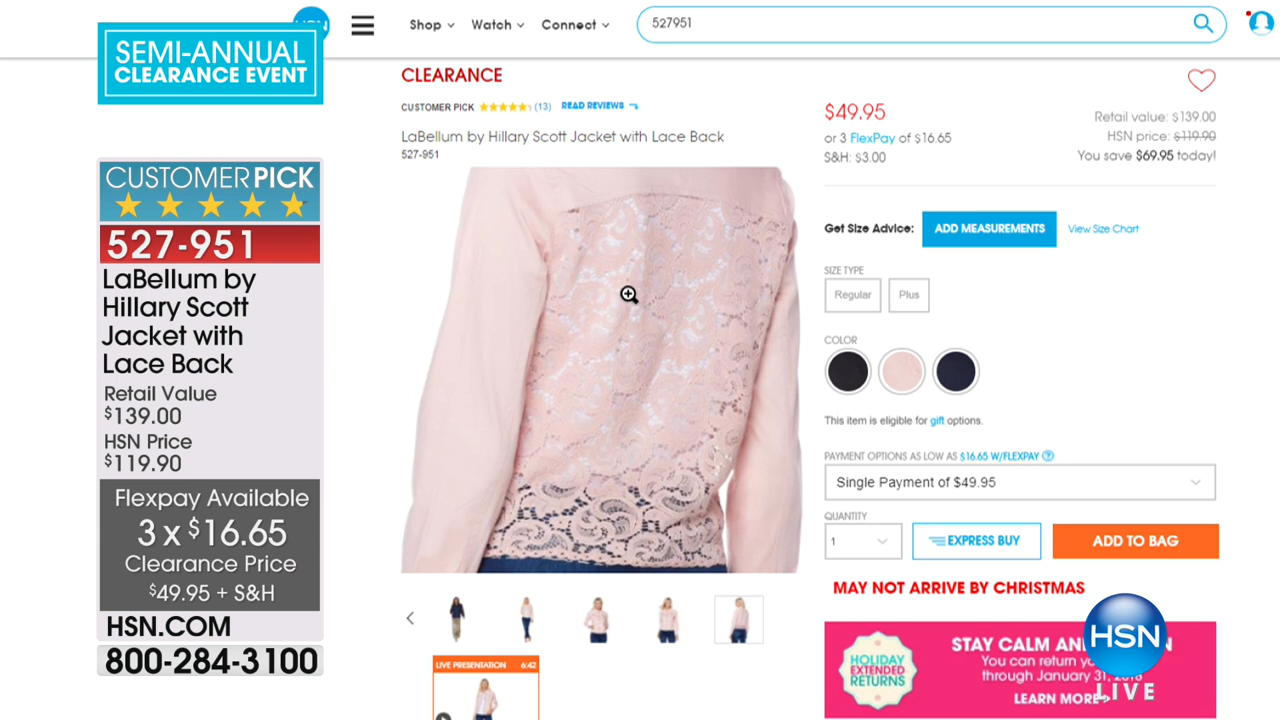 HSN
SEMI-ANNUAL
CLEARANCE EVENT
CUSTOMER PICK
527-951
LaBellum by
Hillary Scott
Jacket with
Lace Back
Retail Value
$139.00
HSN Price
$119.90
Flexpay Available
3 x $16.65
Clearance Price
$49.95 + S&H
HSN.COM
800-284-3100
Shop
Watch
Connect
527951
CLEARANCE
CUSTOMER PICK (13) READ REVIEWS
LaBellum by Hillary Scott Jacket with Lace Back
527-951
LIVE PRESENTATION 6:42
$49.95
or 3 FlexPay of $16.65
S&H: $3.00
Retail value: $139.00
HSN price: $119.90
You save $69.95 today!
Get Size Advice: ADD MEASUREMENTS View Size Chart
SIZE TYPE
Regular Plus
COLOR
This item is eligible for gift options.
PAYMENT OPTIONS AS LOW AS $16.65 W/FLEXPAY ?
Single Payment of $49.95
QUANTITY
1 EXPRESS BUY ADD TO BAG
MAY NOT ARRIVE BY CHRISTMAS
HOLIDAY
EXTENDED
RETURNS
STAY CALM
You can return
through January 31,
LEARN MORE
HSN
LIVE